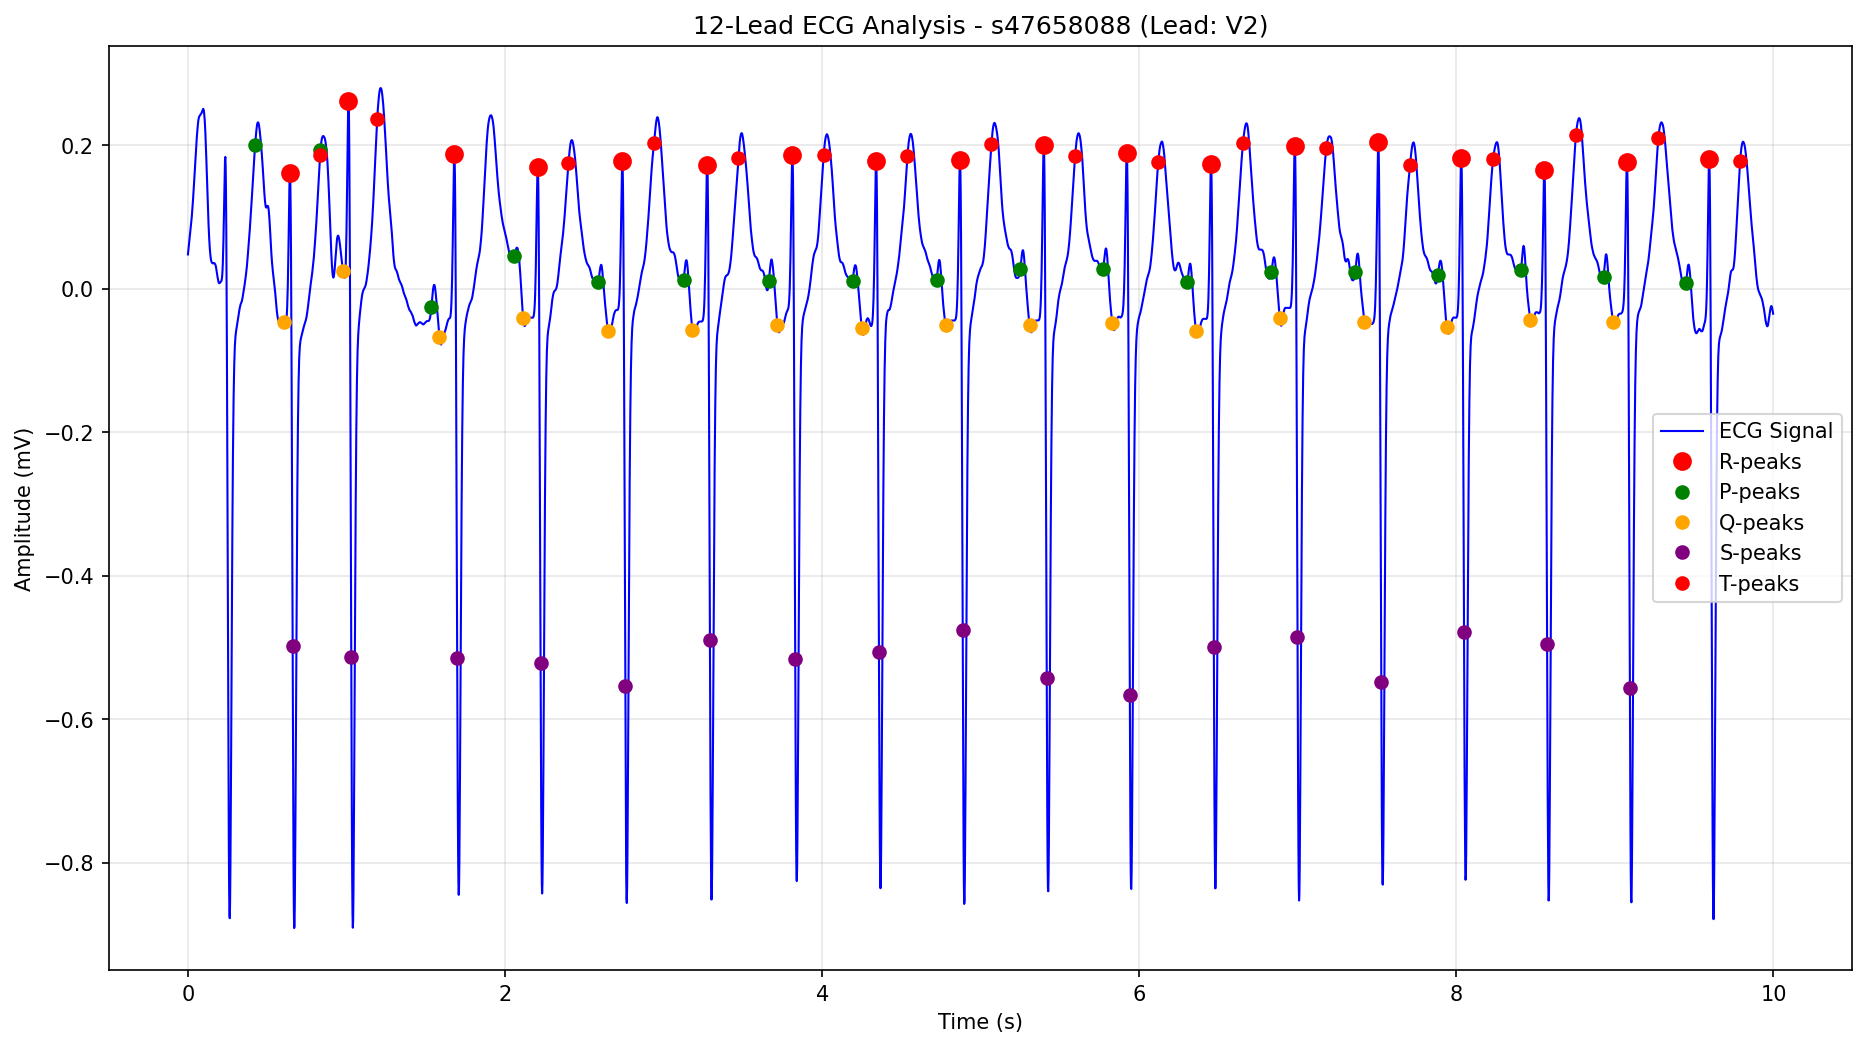 12-Lead ECG Analysis - s47658088 (Lead: V2)
Amplitude (mV)
0.2
0.0
−0.2
−0.4
−0.6
−0.8
ECG Signal
R-peaks
P-peaks
Q-peaks
S-peaks
T-peaks
0 2 4 6 8 10
Time (s)